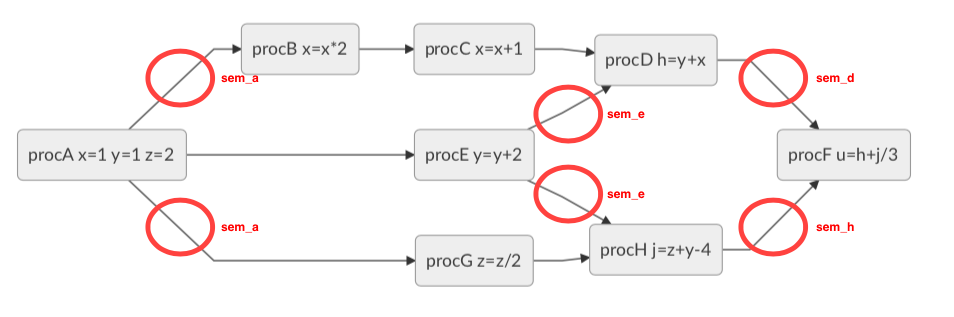 procB x=x*2
procC x=x+1
procD h=y+x
sem_a
sem_d
sem_e
procA x=1 y=1 z=2
procE y=y+2
procF u=h+j/3
sem_e
sem_a
sem_h
procG z=z/2
procH j=z+y-4